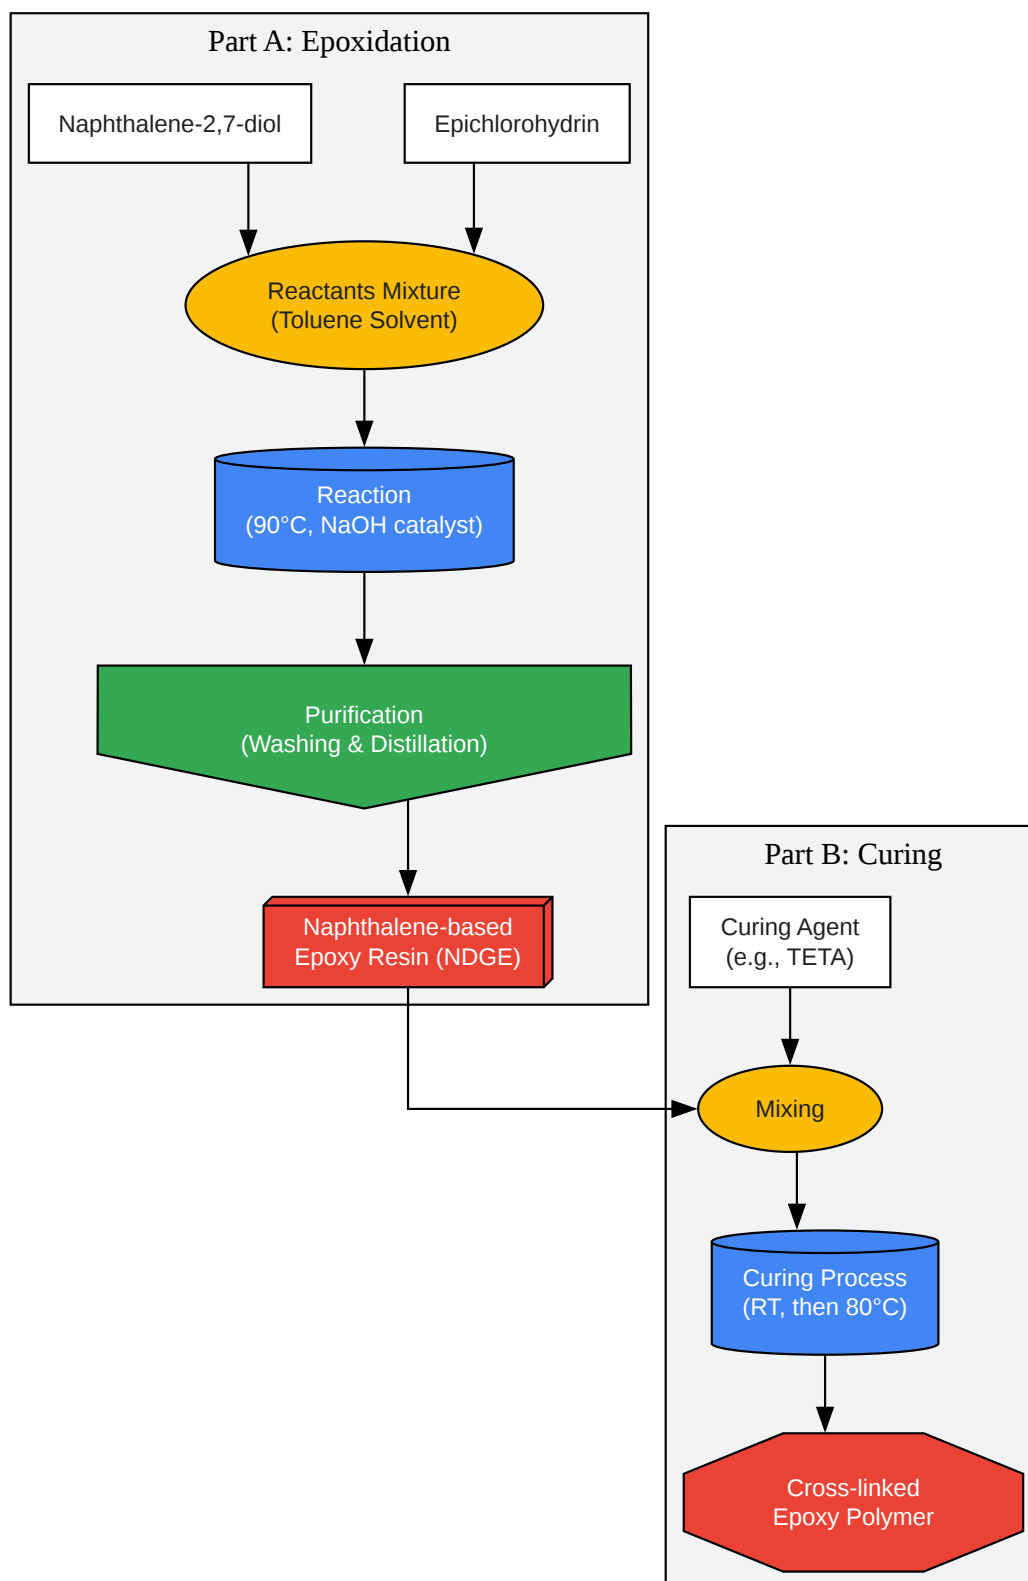 Part A: Epoxidation
Naphthalene-2,7-diol
Epichlorohydrin
Reactants Mixture
(Toluene Solvent)
Reaction
(90°C, NaOH catalyst)
Purification
(Washing & Distillation)
Naphthalene-based
Epoxy Resin (NDGE)
Part B: Curing
Curing Agent
(e.g., TETA)
Mixing
Curing Process
(RT, then 80°C)
Cross-linked
Epoxy Polymer